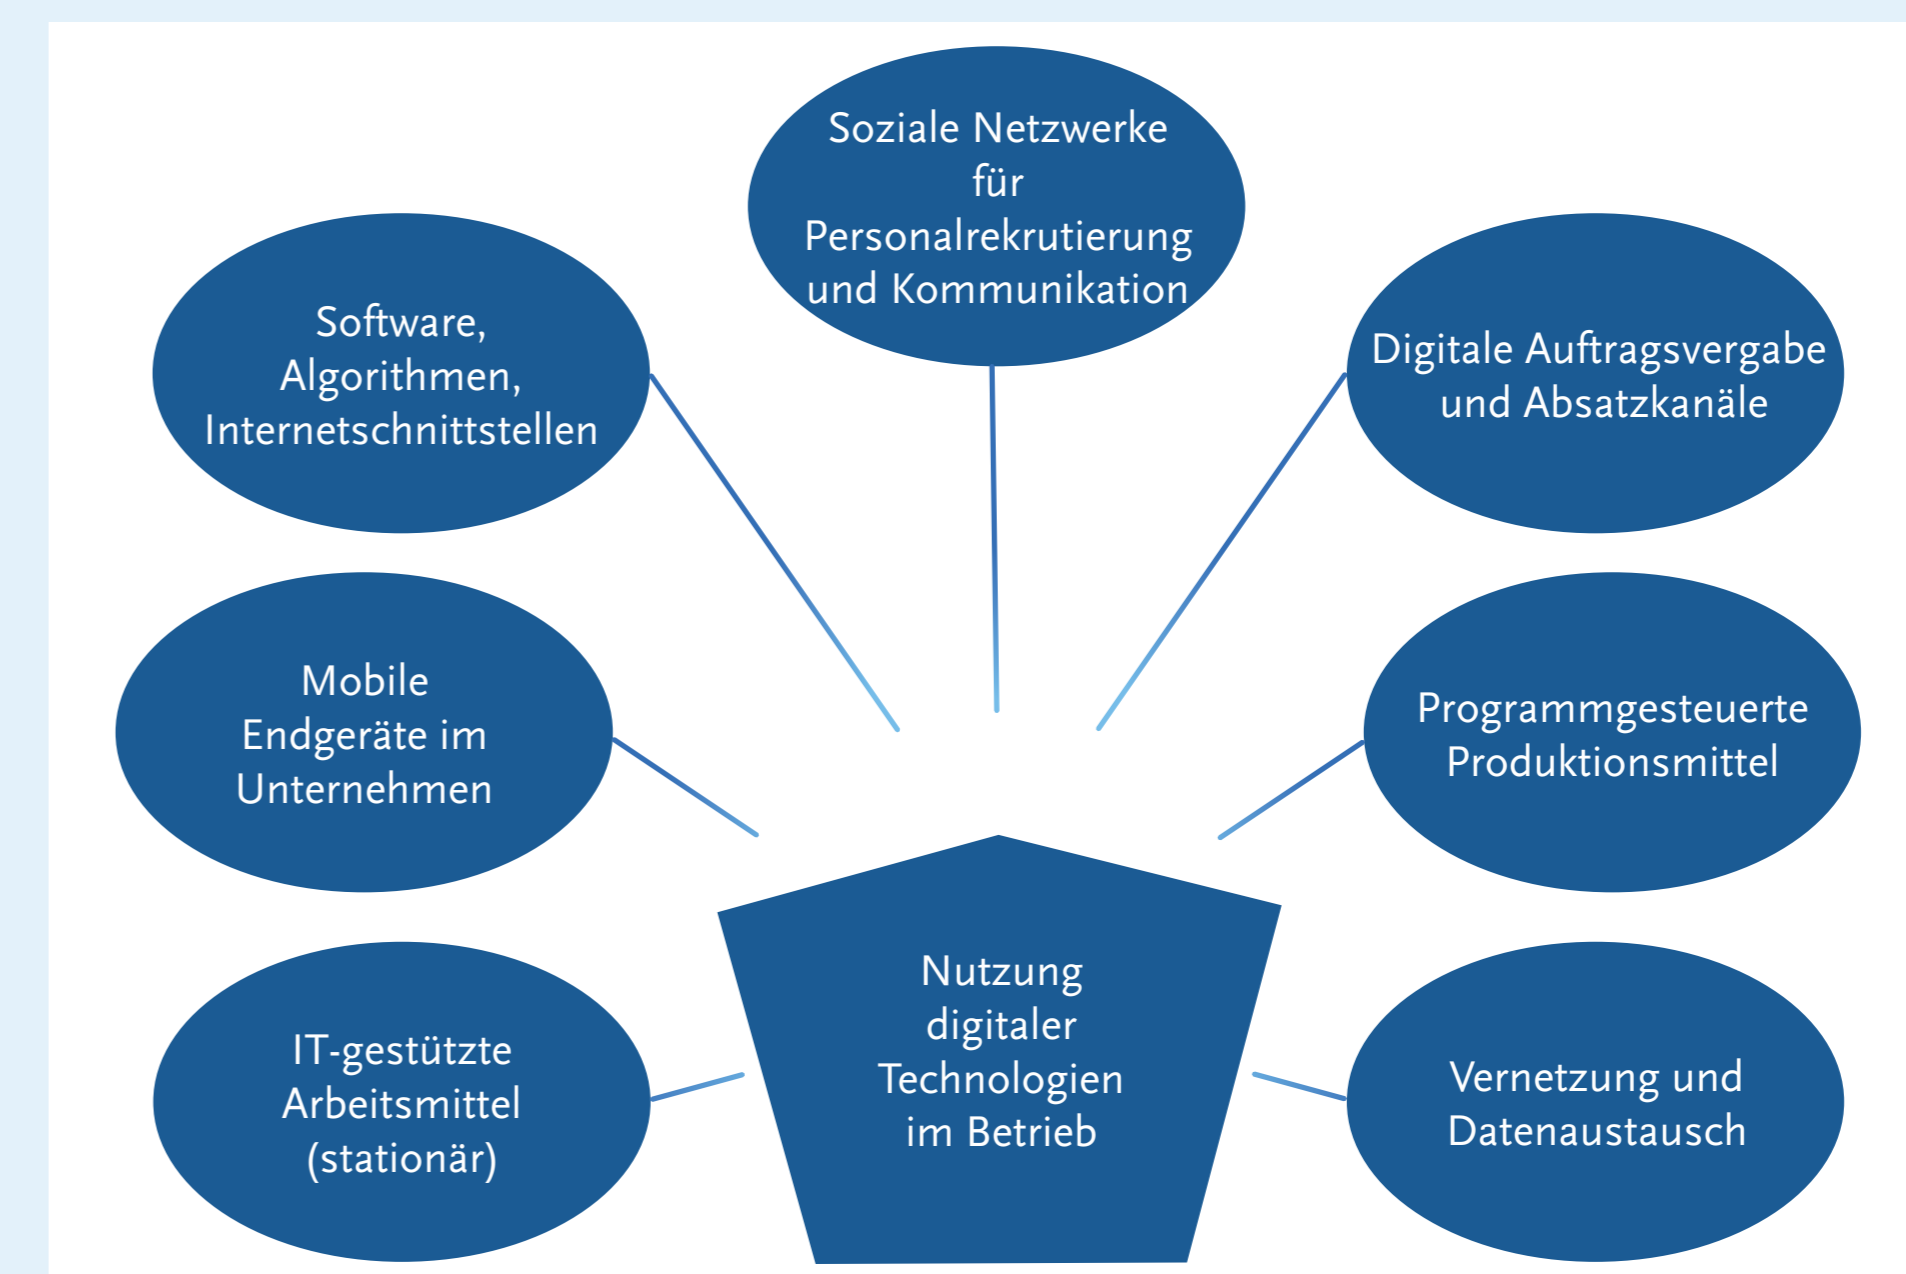 Soziale Netzwerke
für
Personalrekrutierung
und Kommunikation
Software,
Algorithmen,
Internetschnittstellen
Digitale Auftragsvergabe
und Absatzkanäle
Mobile
Endgeräte im
Unternehmen
Programmgesteuerte
Produktionsmittel
IT-gestützte
Arbeitsmittel
(stationär)
Nutzung
digitaler
Technologien
im Betrieb
Vernetzung und
Datenaustausch